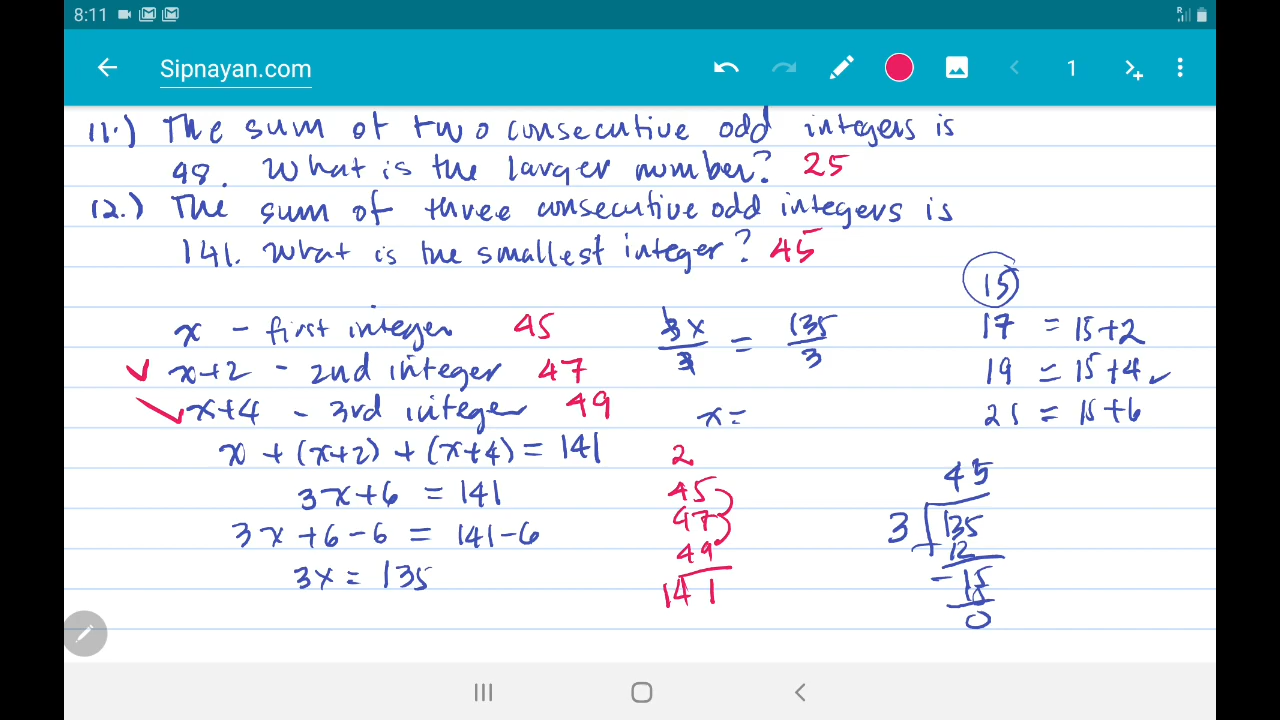 8:11
Sipnayan.com
1
11.) The sum of two consecutive odd integers is
48. What is the larger number? 25
12.) The sum of three consecutive odd integers is
141. What is the smallest integer? 45
x - first integer 45
x+2 - 2nd integer 47
x+4 - 3rd integer 49
x + (x+2) + (x+4) = 141
3x+6 = 141
3x+6-6 = 141-6
3x = 135
3x/3 = 135/3
x=
2
45
47
49
141
15
17 = 15+2
19 = 15+4
21 = 15+6
45
3 135
12
-15
15
0